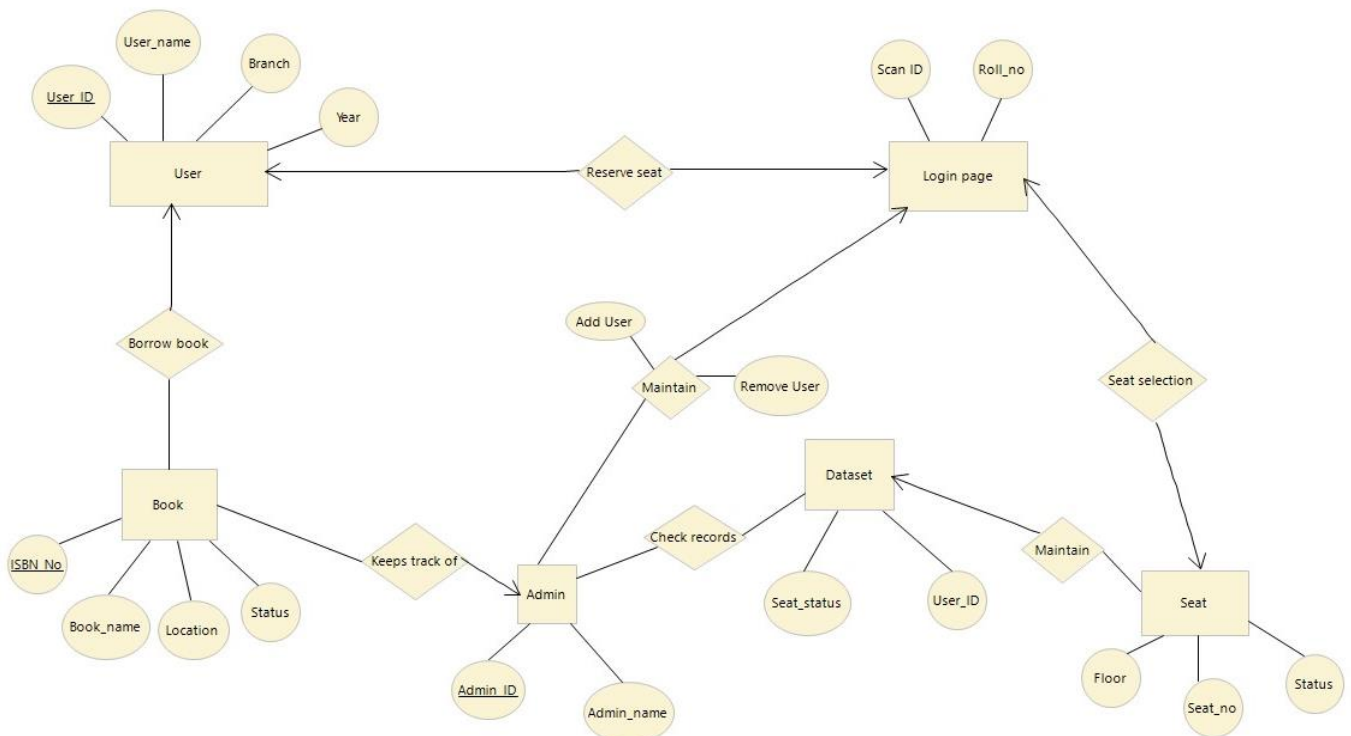 User_name
Branch
User_ID
Year
User
Scan ID
Roll_no
Reserve seat
Login page
Add User
Borrow book
Maintain
Remove User
Seat selection
Dataset
Book
Check records
Maintain
Keeps track of
ISBN_No
Admin
Seat_status
User_ID
Seat
Book_name
Location
Status
Floor
Seat_no
Status
Admin_ID
Admin_name